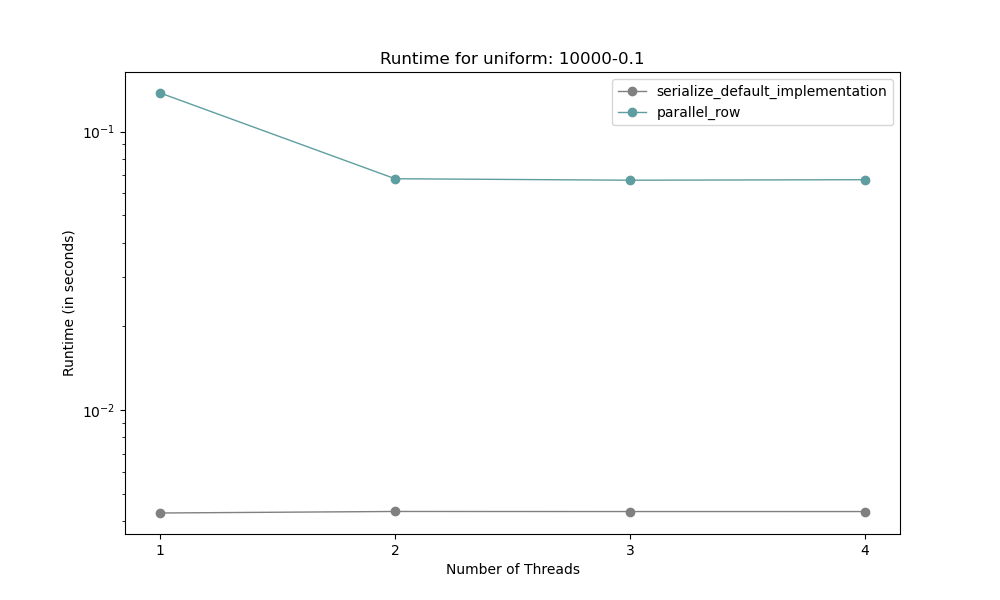 Runtime for uniform: 10000-0.1
serialize_default_implementation
parallel_row
Runtime (in seconds)
10⁻¹
10⁻²
1 2 3 4
Number of Threads